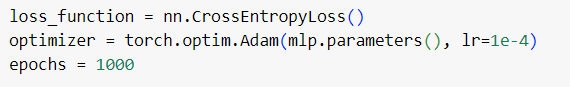 loss_function = nn.CrossEntropyLoss()
optimizer = torch.optim.Adam(mlp.parameters(), lr=1e-4)
epochs = 1000